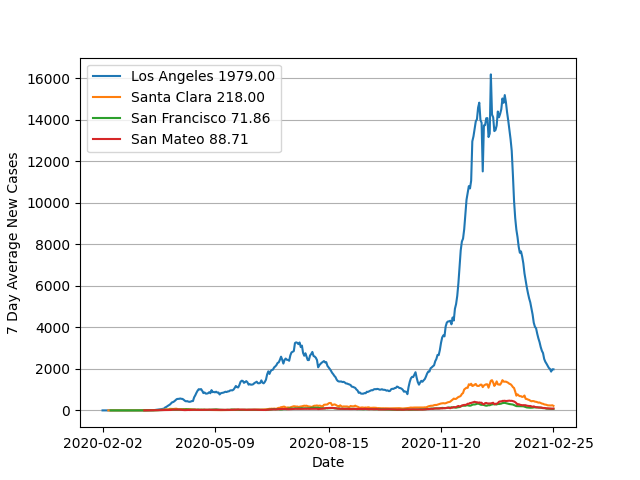 Los Angeles 1979.00
Santa Clara 218.00
San Francisco 71.86
San Mateo 88.71
7 Day Average New Cases
16000
14000
12000
10000
8000
6000
4000
2000
0
2020-02-02 2020-05-09 2020-08-15 2020-11-20 2021-02-25
Date